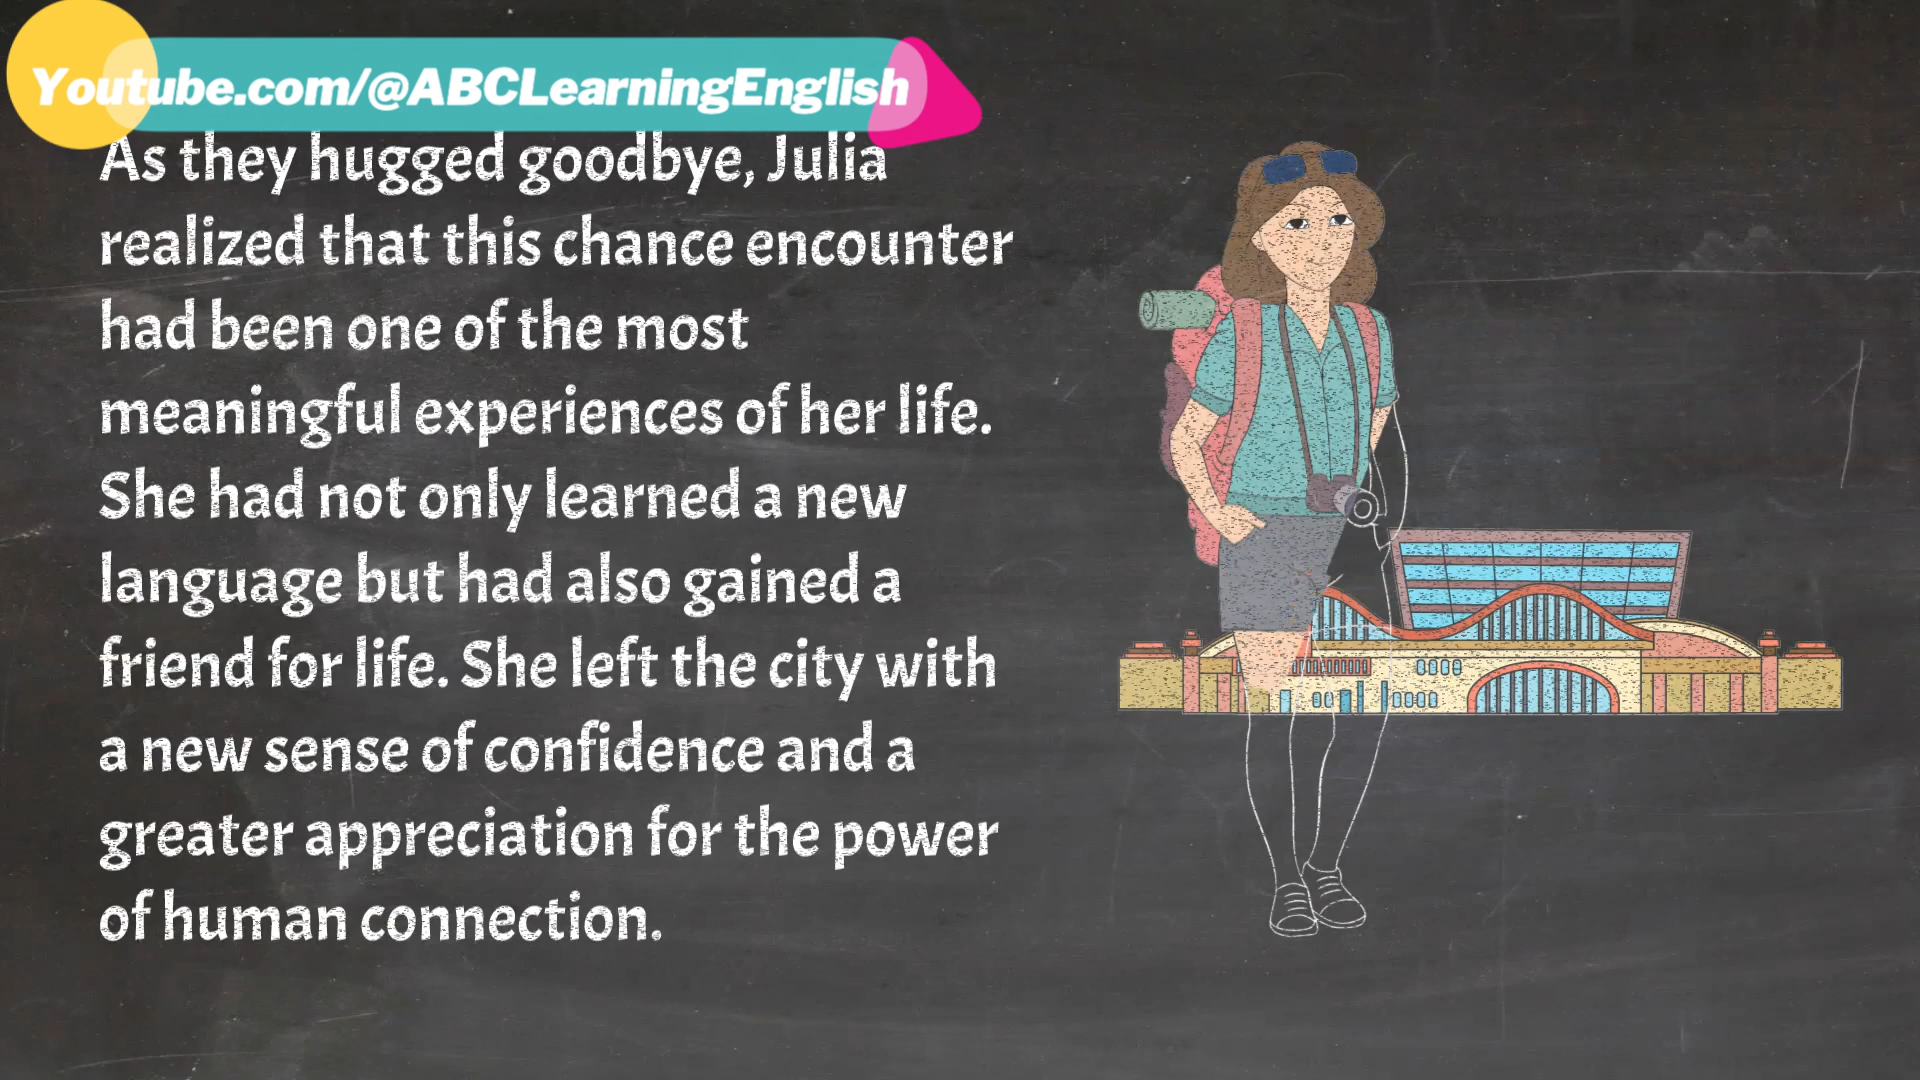 Youtube.com/@ABCLearningEnglish
As they hugged goodbye, Julia
realized that this chance encounter
had been one of the most
meaningful experiences of her life.
She had not only learned a new
language but had also gained a
friend for life. She left the city with
a new sense of confidence and a
greater appreciation for the power
of human connection.